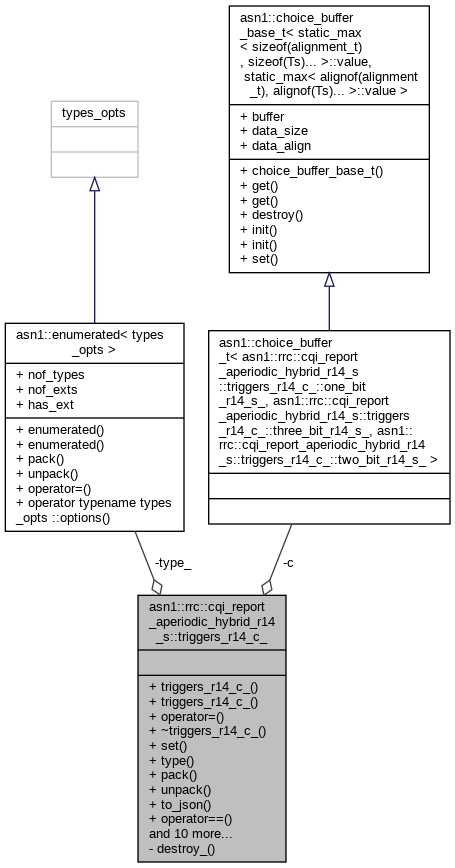 asn1::choice_buffer
_base_t< static_max
< sizeof(alignment_t)
, sizeof(Ts)... >::value,
static_max< alignof(alignment
_t), alignof(Ts)... >::value >
+ buffer
+ data_size
+ data_align
+ choice_buffer_base_t()
+ get()
+ get()
+ destroy()
+ init()
+ init()
+ set()
types_opts
asn1::enumerated< types
_opts >
+ nof_types
+ nof_exts
+ has_ext
+ enumerated()
+ enumerated()
+ pack()
+ unpack()
+ operator=()
+ operator typename types
_opts ::options()
asn1::choice_buffer
_t< asn1::rrc::cqi_report
_aperiodic_hybrid_r14_s
::triggers_r14_c_::one_bit
_r14_s_, asn1::rrc::cqi_report
_aperiodic_hybrid_r14_s::triggers
_r14_c_::three_bit_r14_s_, asn1::
rrc::cqi_report_aperiodic_hybrid_r14
_s::triggers_r14_c_::two_bit_r14_s_ >
-type_
-c
asn1::rrc::cqi_report
_aperiodic_hybrid_r14
_s::triggers_r14_c_
+ triggers_r14_c_()
+ triggers_r14_c_()
+ operator=()
+ ~triggers_r14_c_()
+ set()
+ type()
+ pack()
+ unpack()
+ to_json()
+ operator==()
and 10 more...
- destroy_()